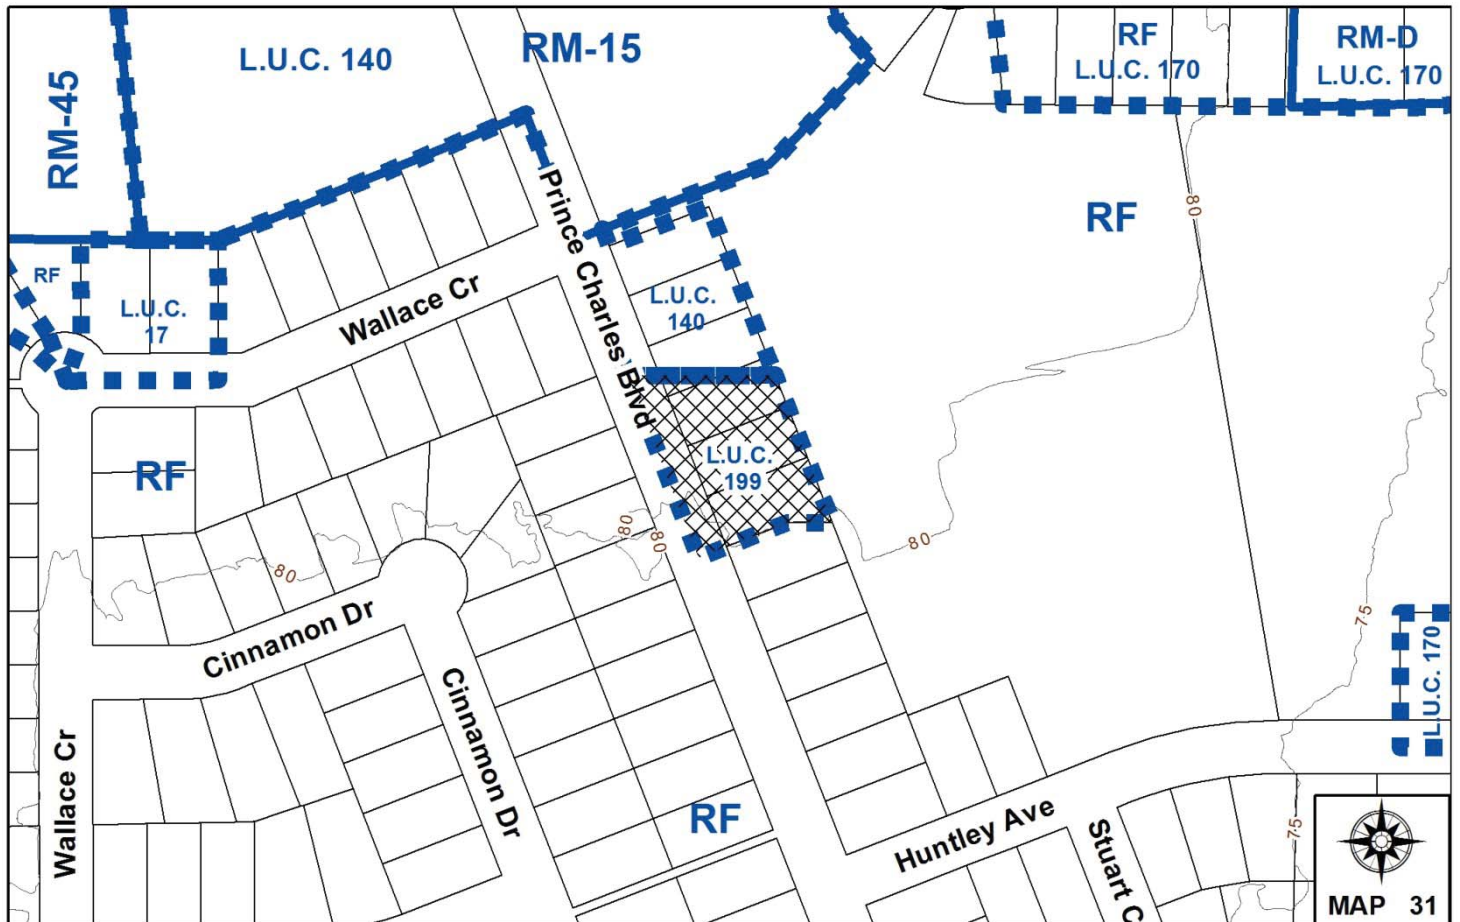 RM-45
L.U.C. 140
RM-15
RF
L.U.C. 170
RM-D
L.U.C. 170
RF
80
RF
L.U.C.
17
Wallace Cr
Prince Charles Blvd
L.U.C.
140
L.U.C.
199
RF
80
80
80
80
Cinnamon Dr
Cinnamon Dr
Wallace Cr
RF
75
L.U.C. 170
Huntley Ave
Stuart C
75
MAP 31